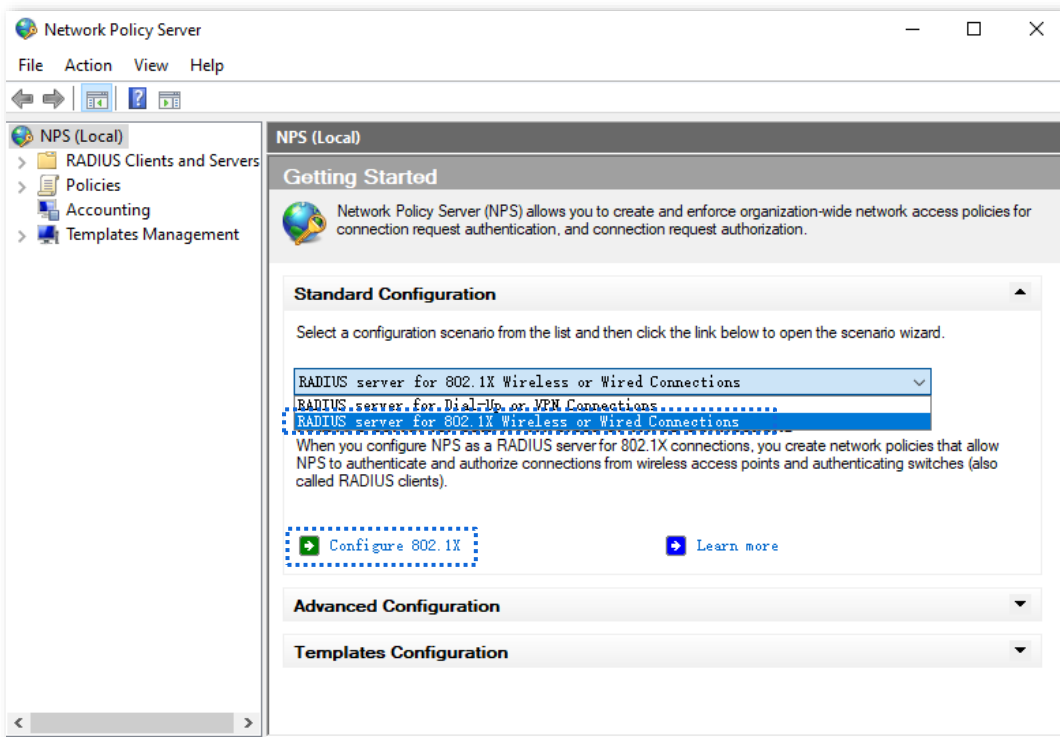 Network Policy Server
File Action View Help
NPS (Local)
RADIUS Clients and Servers
Policies
Accounting
Templates Management
NPS (Local)
Getting Started
Network Policy Server (NPS) allows you to create and enforce organization-wide network access policies for
connection request authentication, and connection request authorization.
Standard Configuration
Select a configuration scenario from the list and then click the link below to open the scenario wizard.
RADIUS server for 802.1X Wireless or Wired Connections
RADIUS server for Dial-Up or VPN Connections
RADIUS server for 802.1X Wireless or Wired Connections
When you configure NPS as a RADIUS server for 802.1X connections, you create network policies that allow
NPS to authenticate and authorize connections from wireless access points and authenticating switches (also
called RADIUS clients).
Configure 802.1X
Learn more
Advanced Configuration
Templates Configuration